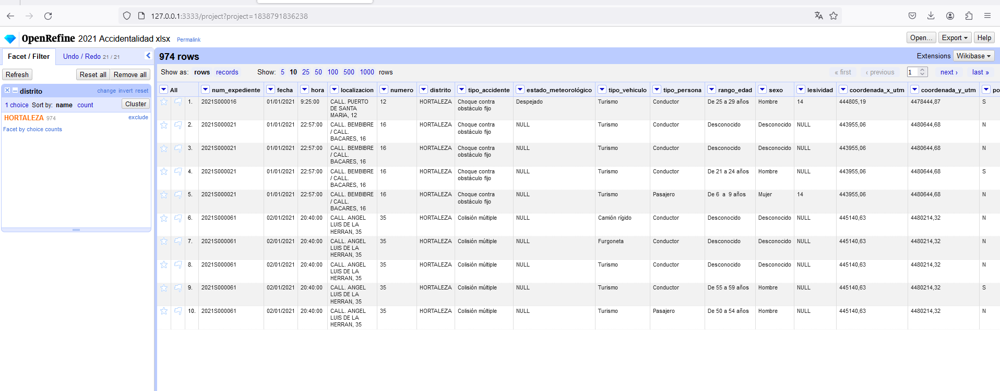 127.0.0.1:3333/project?project=1838791836238
OpenRefine 2021 Accidentalidad xlsx Permalink
Open... Export Help
Facet / Filter Undo / Redo 21 / 21
974 rows
Extensions Wikibase
Refresh Reset all Remove all
Show as: rows records Show: 5 10 25 50 100 500 1000 rows
« first ‹ previous 1 next › last »
distrito change invert reset
1 choice Sort by: name count Cluster
HORTALEZA 974 exclude
Facet by choice counts
All num_expediente fecha hora localizacion numero distrito tipo_accidente estado_meteorológico tipo_vehiculo tipo_persona rango_edad sexo lesividad coordenada_x_utm coordenada_y_utm po
1. 2021S000016 01/01/2021 9:25:00 CALL. PUERTO 12 HORTALEZA Choque contra Despejado Turismo Conductor De 25 a 29 años Hombre 14 444805,19 4478444,87 S
DE SANTA obstáculo fijo
MARIA, 12
2. 2021S000021 01/01/2021 22:57:00 CALL. BEMBIBRE 16 HORTALEZA Choque contra NULL Turismo Conductor Desconocido Desconocido NULL 443955,06 4480644,68 N
/ CALL. obstáculo fijo
BACARES, 16
3. 2021S000021 01/01/2021 22:57:00 CALL. BEMBIBRE 16 HORTALEZA Choque contra NULL Turismo Conductor Desconocido Desconocido NULL 443955,06 4480644,68 N
/ CALL. obstáculo fijo
BACARES, 16
4. 2021S000021 01/01/2021 22:57:00 CALL. BEMBIBRE 16 HORTALEZA Choque contra NULL Turismo Conductor De 21 a 24 años Hombre NULL 443955,06 4480644,68 S
/ CALL. obstáculo fijo
BACARES, 16
5. 2021S000021 01/01/2021 22:57:00 CALL. BEMBIBRE 16 HORTALEZA Choque contra NULL Turismo Pasajero De 6 a 9 años Mujer 14 443955,06 4480644,68 N
/ CALL. obstáculo fijo
BACARES, 16
6. 2021S000061 02/01/2021 20:40:00 CALL. ANGEL 35 HORTALEZA Colisión múltiple NULL Camión rígido Conductor Desconocido Desconocido NULL 445140,63 4480214,32 N
LUIS DE LA
HERRAN, 35
7. 2021S000061 02/01/2021 20:40:00 CALL. ANGEL 35 HORTALEZA Colisión múltiple NULL Furgoneta Conductor Desconocido Desconocido NULL 445140,63 4480214,32 N
LUIS DE LA
HERRAN, 35
8. 2021S000061 02/01/2021 20:40:00 CALL. ANGEL 35 HORTALEZA Colisión múltiple NULL Turismo Conductor Desconocido Desconocido NULL 445140,63 4480214,32 N
LUIS DE LA
HERRAN, 35
9. 2021S000061 02/01/2021 20:40:00 CALL. ANGEL 35 HORTALEZA Colisión múltiple NULL Turismo Conductor De 55 a 59 años Hombre NULL 445140,63 4480214,32 S
LUIS DE LA
HERRAN, 35
10. 2021S000061 02/01/2021 20:40:00 CALL. ANGEL 35 HORTALEZA Colisión múltiple NULL Turismo Pasajero De 50 a 54 años Hombre NULL 445140,63 4480214,32 N
LUIS DE LA
HERRAN, 35